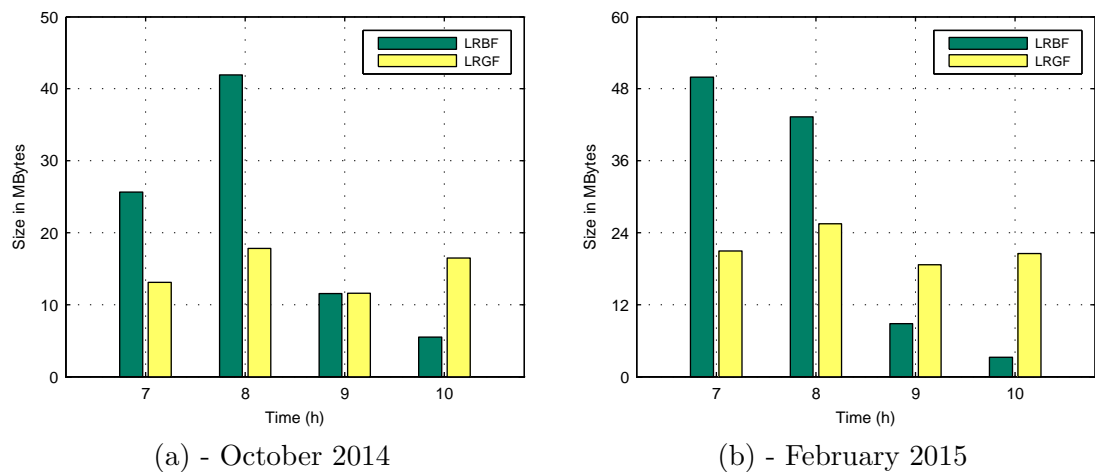 50
40
30
20
10
0
Size in MBytes
LRBF
LRGF
7 8 9 10
Time (h)
(a) - October 2014
60
48
36
24
12
0
Size in MBytes
LRBF
LRGF
7 8 9 10
Time (h)
(b) - February 2015